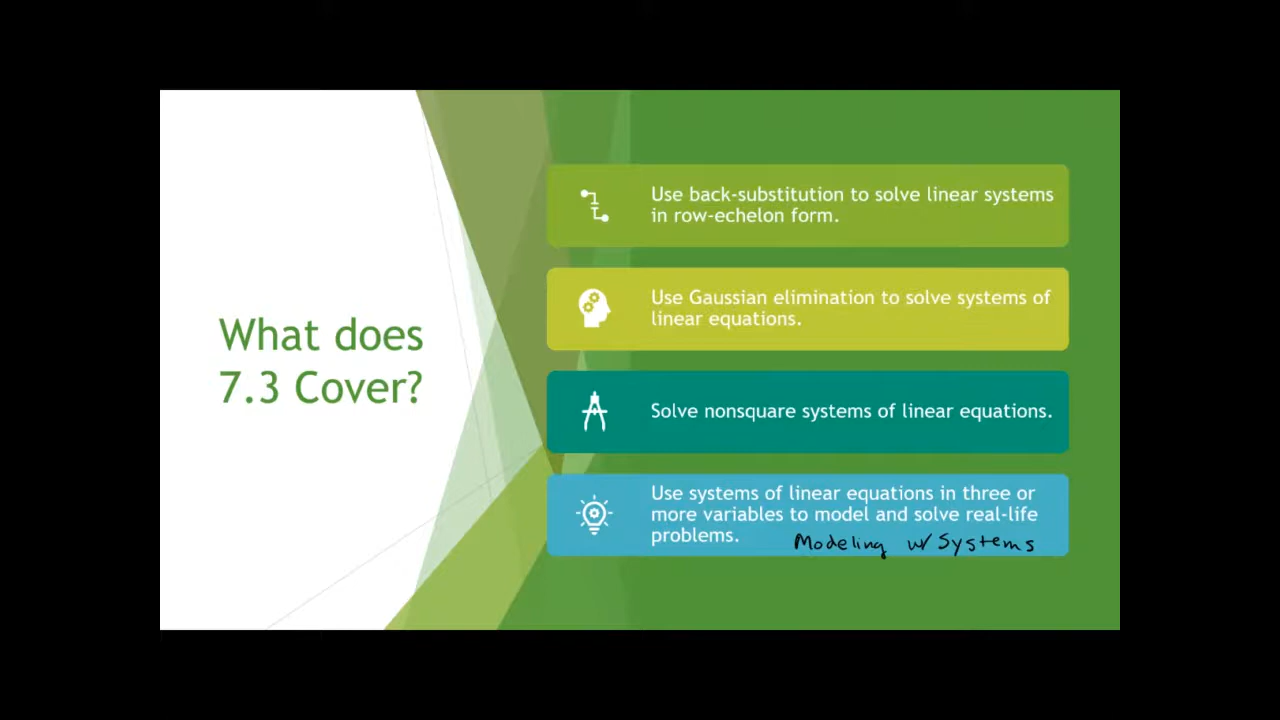 What does
7.3 Cover?
Use back-substitution to solve linear systems
in row-echelon form.
Use Gaussian elimination to solve systems of
linear equations.
Solve nonsquare systems of linear equations.
Use systems of linear equations in three or
more variables to model and solve real-life
problems.
Modeling w/ Systems